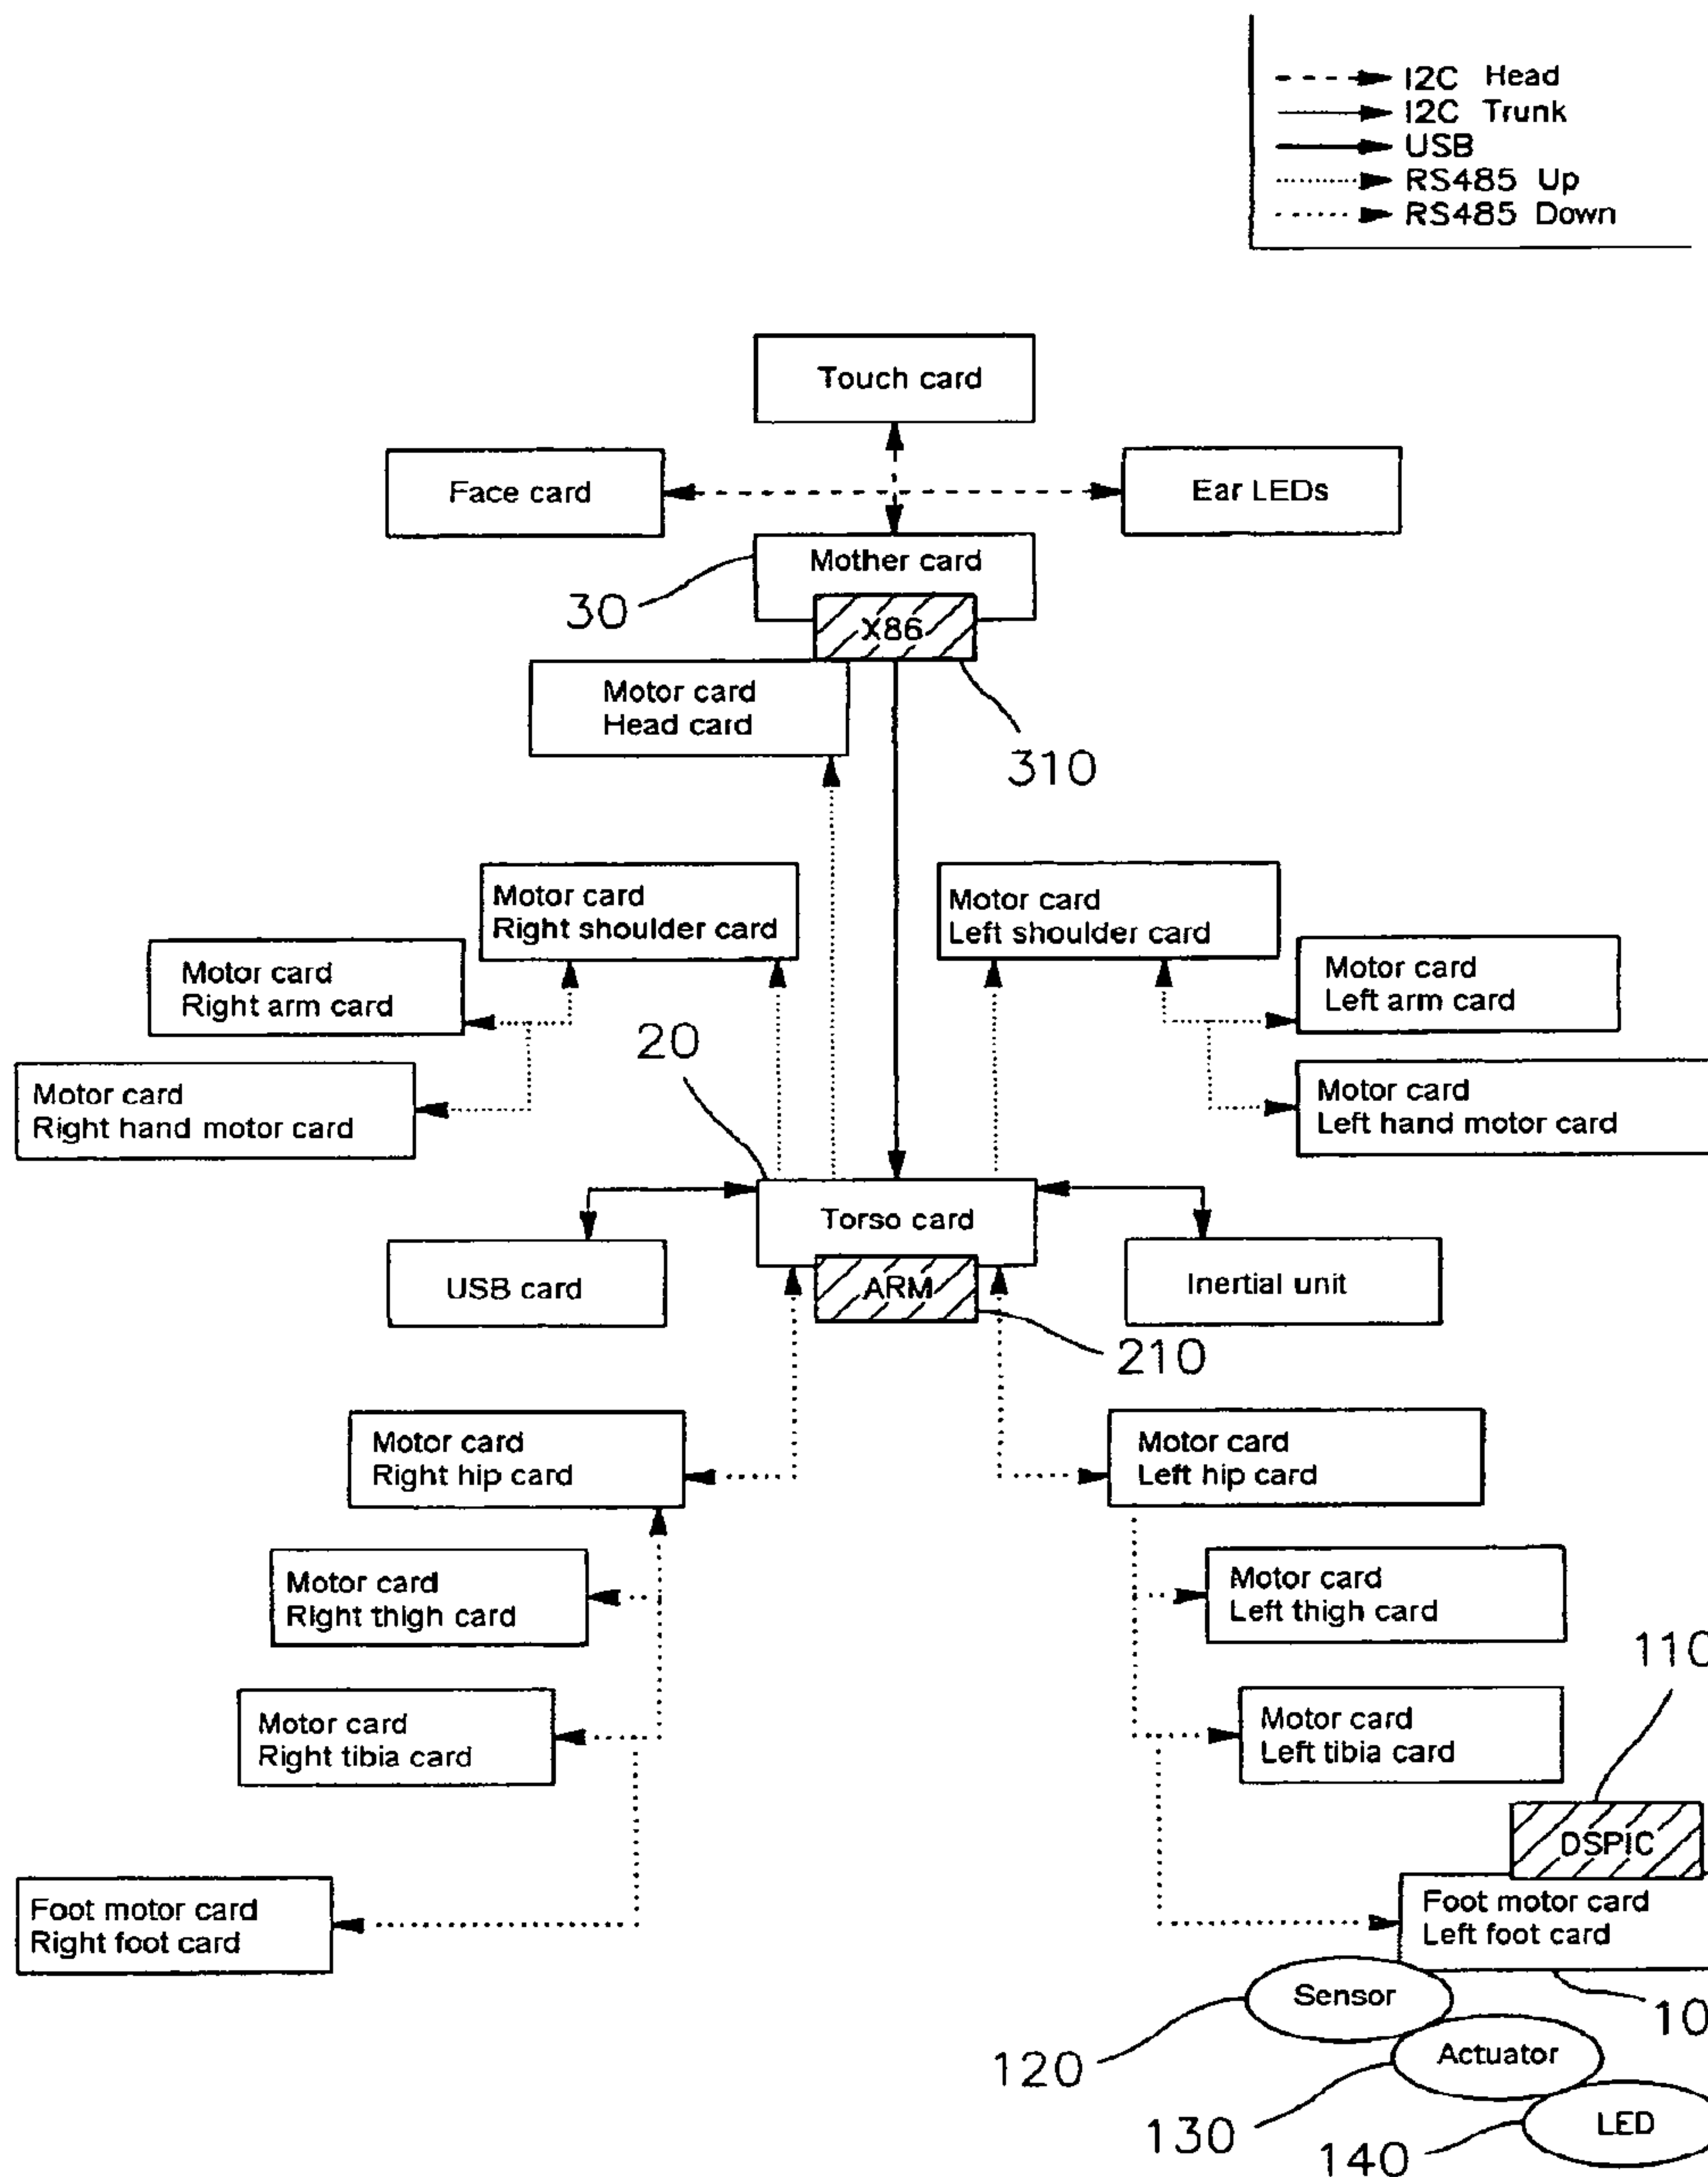 I2C Head
I2C Trunk
USB
RS485 Up
RS485 Down
Touch card
Face card
Ear LEDs
Mother card
30
X86
Motor card
Head card
310
Motor card
Right shoulder card
Motor card
Left shoulder card
Motor card
Right arm card
Motor card
Left arm card
20
Motor card
Right hand motor card
Motor card
Left hand motor card
Torso card
USB card
ARM
Inertial unit
210
Motor card
Right hip card
Motor card
Left hip card
Motor card
Right thigh card
Motor card
Left thigh card
110
Motor card
Right tibia card
Motor card
Left tibia card
DSPIC
Foot motor card
Right foot card
Foot motor card
Left foot card
Sensor
10
120
Actuator
130
LED
140